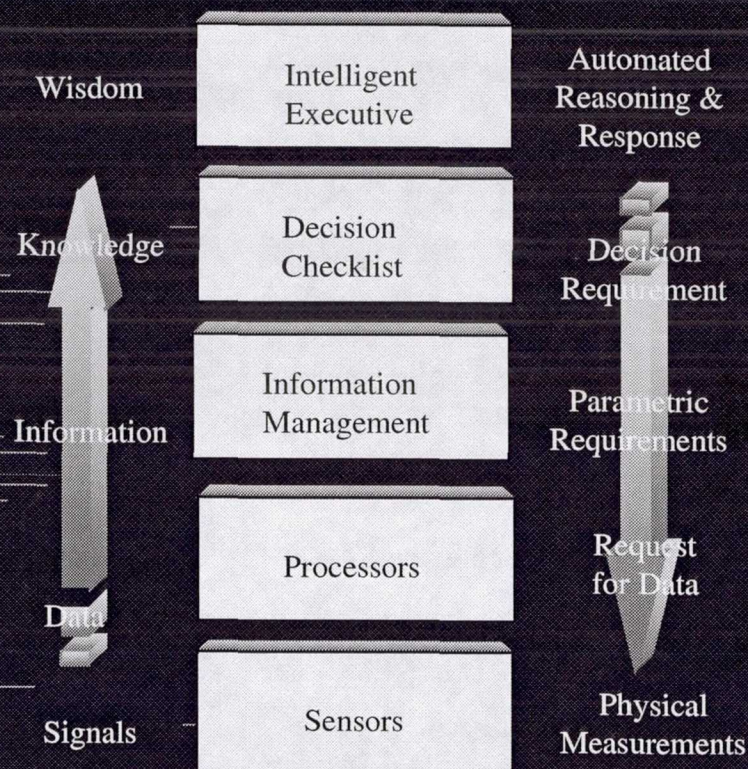 Wisdom
Intelligent
Executive
Automated
Reasoning &
Response
Knowledge
Decision
Checklist
Decision
Requirement
Information
Information
Management
Parametric
Requirements
Data
Processors
Request
for Data
Signals
Sensors
Physical
Measurements